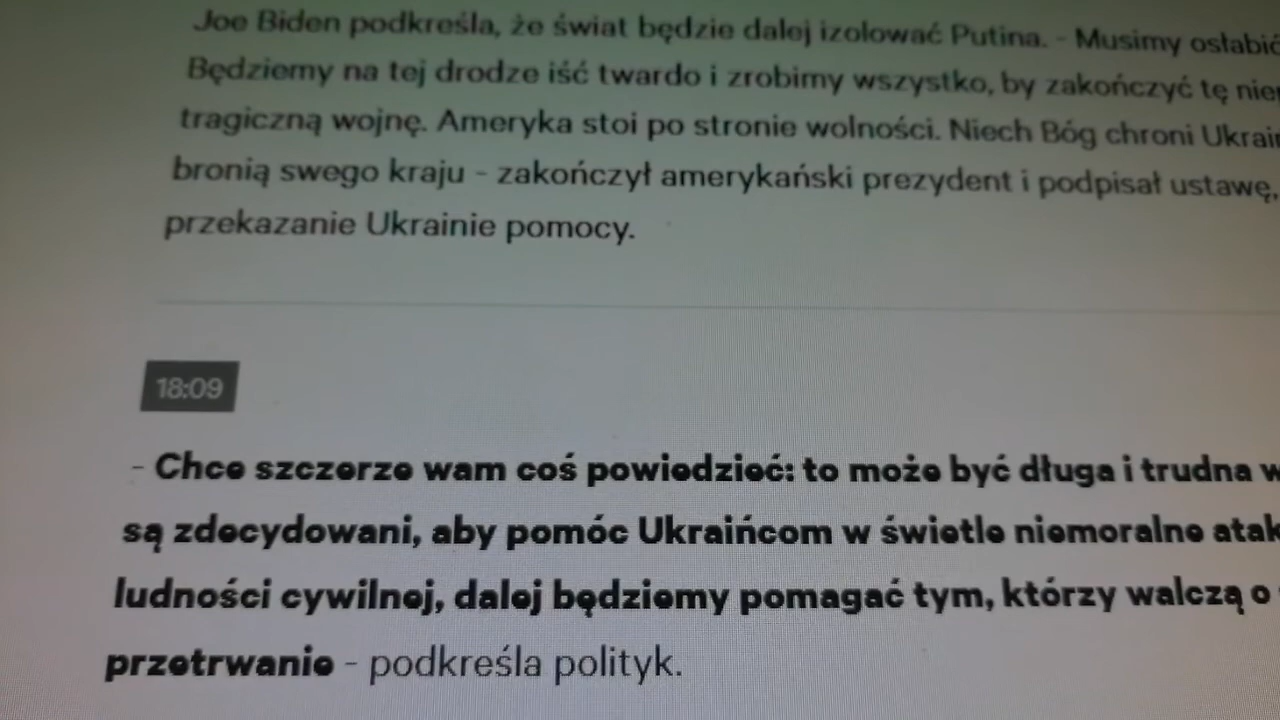 Joe Biden podkreśla, że świat będzie dalej izolować Putina. - Musimy osłabić
Będziemy na tej drodze iść twardo i zrobimy wszystko, by zakończyć tę
tragiczną wojnę. Ameryka stoi po stronie wolności. Niech Bóg chroni
bronią swego kraju - zakończył amerykański prezydent i podpisał ustawę,
przekazanie Ukrainie pomocy.
18:09
- Chce szczerze wam coś powiedzieć: to może być długa i trudna
są zdecydowani, aby pomóc Ukraińcom w świetle niemoralne
ludności cywilnej, dalej będziemy pomagać tym, którzy walczą o
przetrwanie - podkreśla polityk.